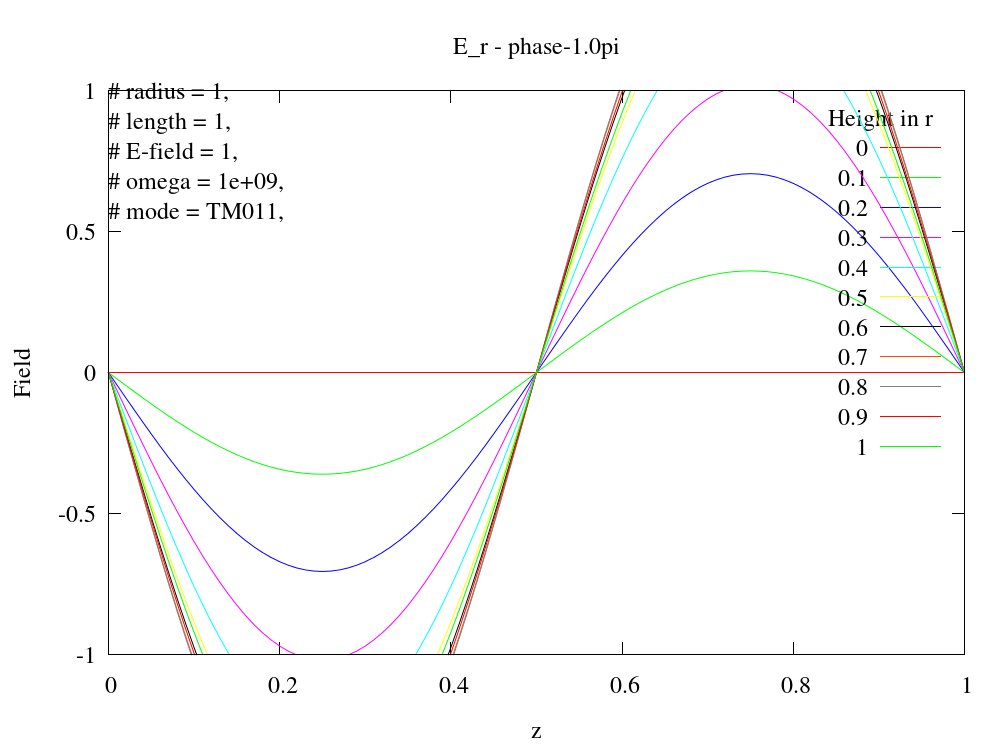 E_r - phase-1.0pi
# radius = 1,
# length = 1,
# E-field = 1,
# omega = 1e+09,
# mode = TM011,
Height in r
0
0.1
0.2
0.3
0.4
0.5
0.6
0.7
0.8
0.9
1
1
0.5
0
-0.5
-1
Field
0 0.2 0.4 0.6 0.8 1
z